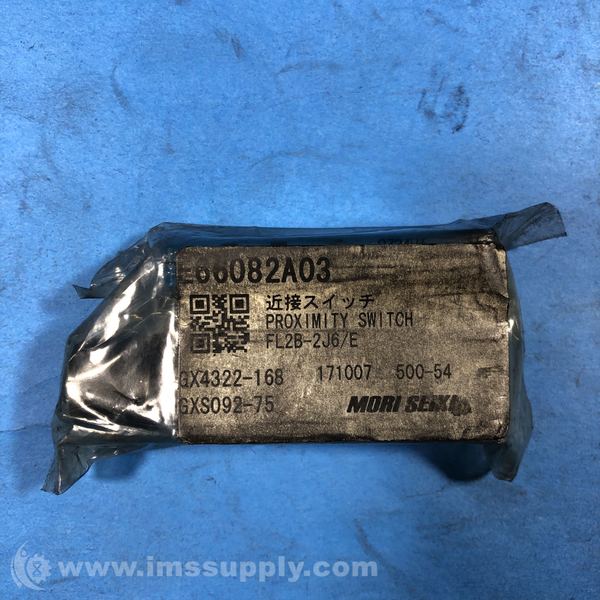 E66082A03
近接スイッチ
PROXIMITY SWITCH
FL2B-2J6/E
GX4322-168 171007 500-54
GXS092-75 MORI SEIKI
www.imssupply.com